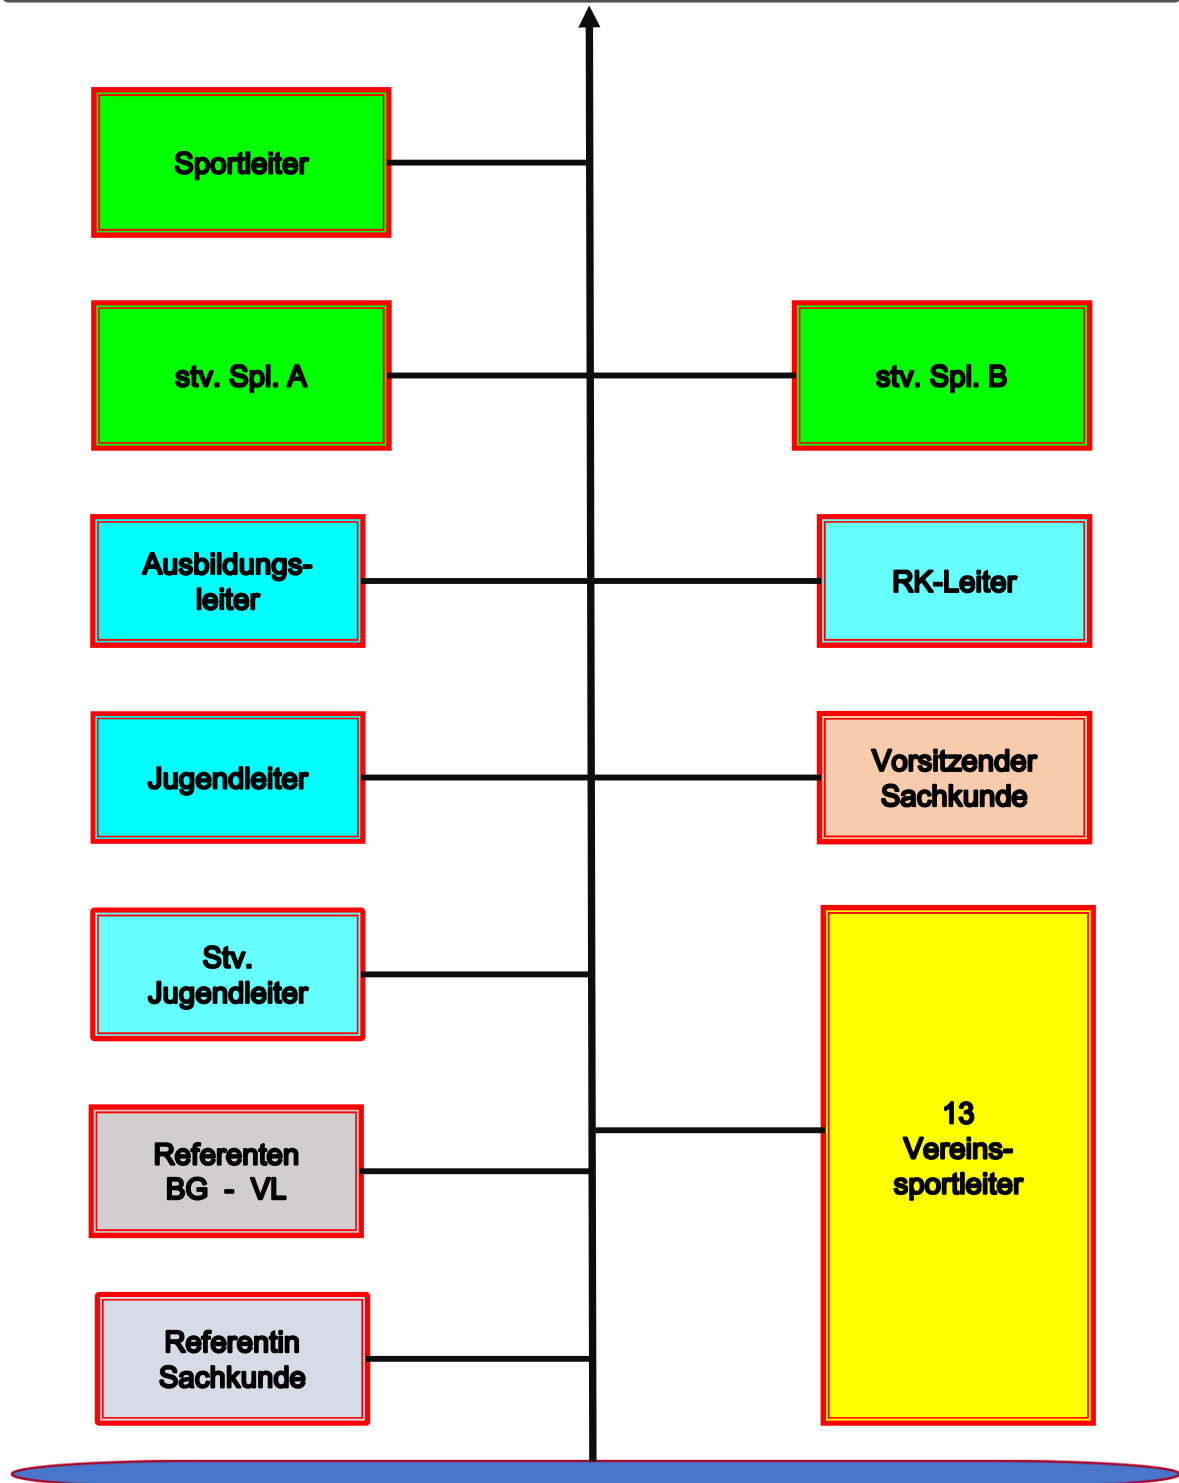 Sportleiter
stv. Spl. A
stv. Spl. B
Ausbildungs-
leiter
RK-Leiter
Jugendleiter
Vorsitzender
Sachkunde
Stv.
Jugendleiter
13
Vereins-
sportleiter
Referenten
BG - VL
Referentin
Sachkunde